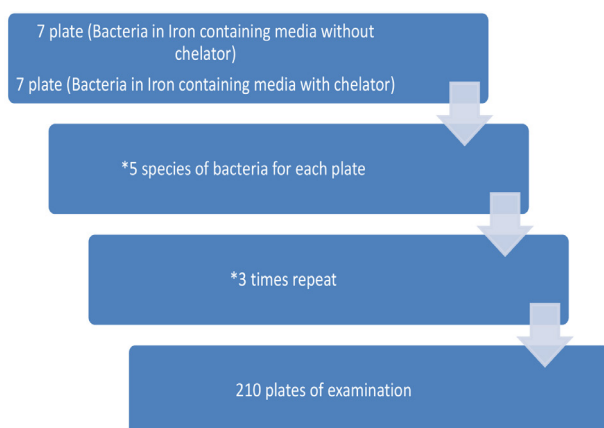 7 plate (Bacteria in Iron containing media without
chelator)
7 plate (Bacteria in Iron containing media with chelator)
*5 species of bacteria for each plate
*3 times repeat
210 plates of examination